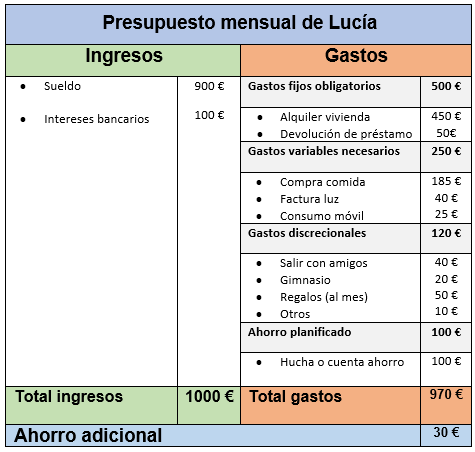 Presupuesto mensual de Lucía
Ingresos Gastos
• Sueldo 900 € Gastos fijos obligatorios 500 €
• Intereses bancarios 100 € • Alquiler vivienda 450 €
• Devolución de préstamo 50€
Gastos variables necesarios 250 €
• Compra comida 185 €
• Factura luz 40 €
• Consumo móvil 25 €
Gastos discrecionales 120 €
• Salir con amigos 40 €
• Gimnasio 20 €
• Regalos (al mes) 50 €
• Otros 10 €
Ahorro planificado 100 €
• Hucha o cuenta ahorro 100 €
Total ingresos 1000 € Total gastos 970 €
Ahorro adicional 30 €